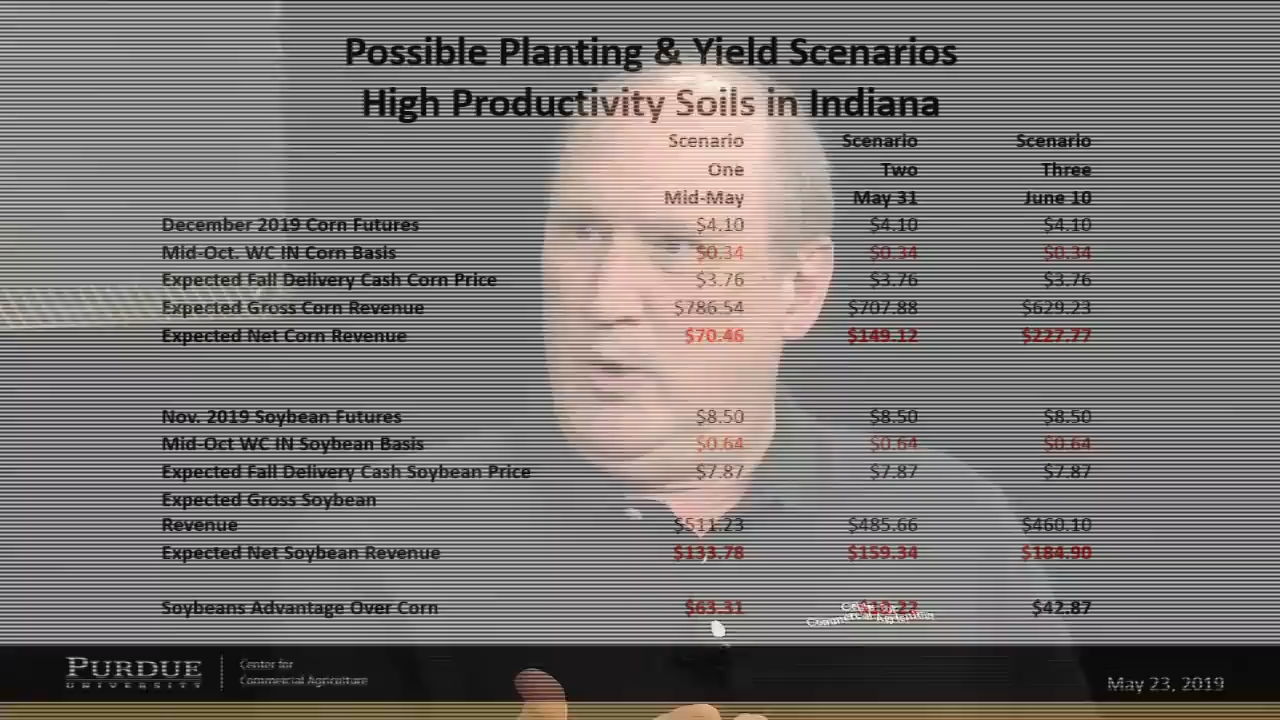 Possible Planting & Yield Scenarios
High Productivity Soils in Indiana
Scenario Scenario Scenario
One Two Three
Mid-May May 31 June 10
December 2019 Corn Futures $4.10 $4.10 $4.10
Mid-Oct. WC IN Corn Basis $0.34 $0.34 $0.34
Expected Fall Delivery Cash Corn Price $3.76 $3.76 $3.76
Expected Gross Corn Revenue $786.54 $707.88 $629.23
Expected Net Corn Revenue $70.46 $149.12 $227.77
Nov. 2019 Soybean Futures $8.50 $8.50 $8.50
Mid-Oct WC IN Soybean Basis $0.64 $0.64 $0.64
Expected Fall Delivery Cash Soybean Price $7.87 $7.87 $7.87
Expected Gross Soybean
Revenue $511.23 $485.66 $460.10
Expected Net Soybean Revenue $133.78 $159.34 $184.90
Soybeans Advantage Over Corn $63.31 $42.87
Commercial Agriculture
PURDUE
UNIVERSITY
Center for
Commercial Agriculture
May 23, 2019